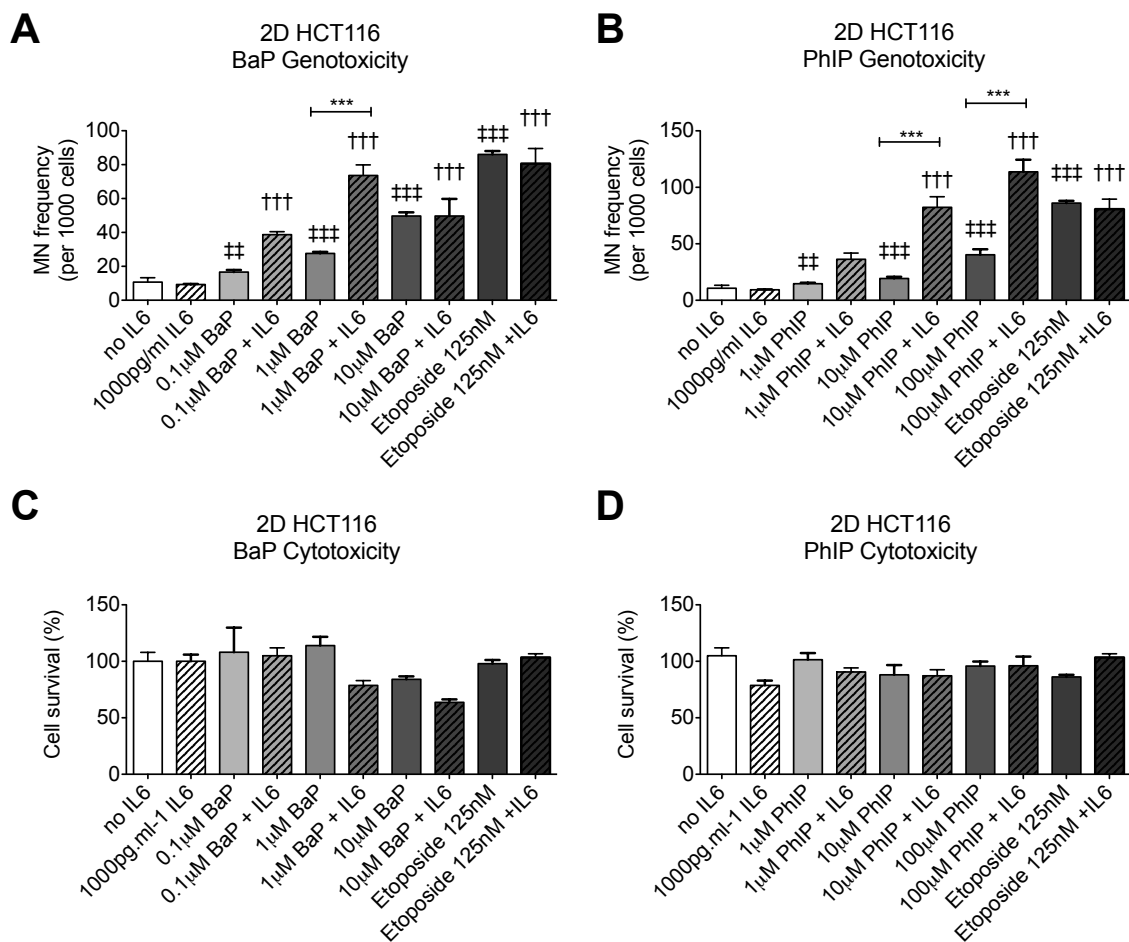 A
2D HCT116
BaP Genotoxicity
MN frequency
(per 1000 cells)
100
80
60
40
20
0
***
‡‡
†††
‡‡‡
†††
‡‡‡
†††
‡‡‡
†††
no IL6
1000pg/ml IL6
0.1µM BaP
0.1µM BaP + IL6
1µM BaP
1µM BaP + IL6
10µM BaP
10µM BaP + IL6
Etoposide 125nM
Etoposide 125nM +IL6
B
2D HCT116
PhIP Genotoxicity
MN frequency
(per 1000 cells)
150
100
50
0
***
***
‡‡
‡‡‡
†††
‡‡‡
†††
‡‡‡
†††
no IL6
1000pg/ml IL6
1µM PhIP
1µM PhIP + IL6
10µM PhIP
10µM PhIP + IL6
100µM PhIP
100µM PhIP + IL6
Etoposide 125nM
Etoposide 125nM +IL6
C
2D HCT116
BaP Cytotoxicity
Cell survival (%)
150
100
50
0
no IL6
1000pg.ml-1 IL6
0.1µM BaP
0.1µM BaP + IL6
1µM BaP
1µM BaP + IL6
10µM BaP
10µM BaP + IL6
Etoposide 125nM
Etoposide 125nM +IL6
D
2D HCT116
PhIP Cytotoxicity
Cell survival (%)
150
100
50
0
no IL6
1000pg.ml-1 IL6
1µM PhIP
1µM PhIP + IL6
10µM PhIP
10µM PhIP + IL6
100µM PhIP
100µM PhIP + IL6
Etoposide 125nM
Etoposide 125nM +IL6